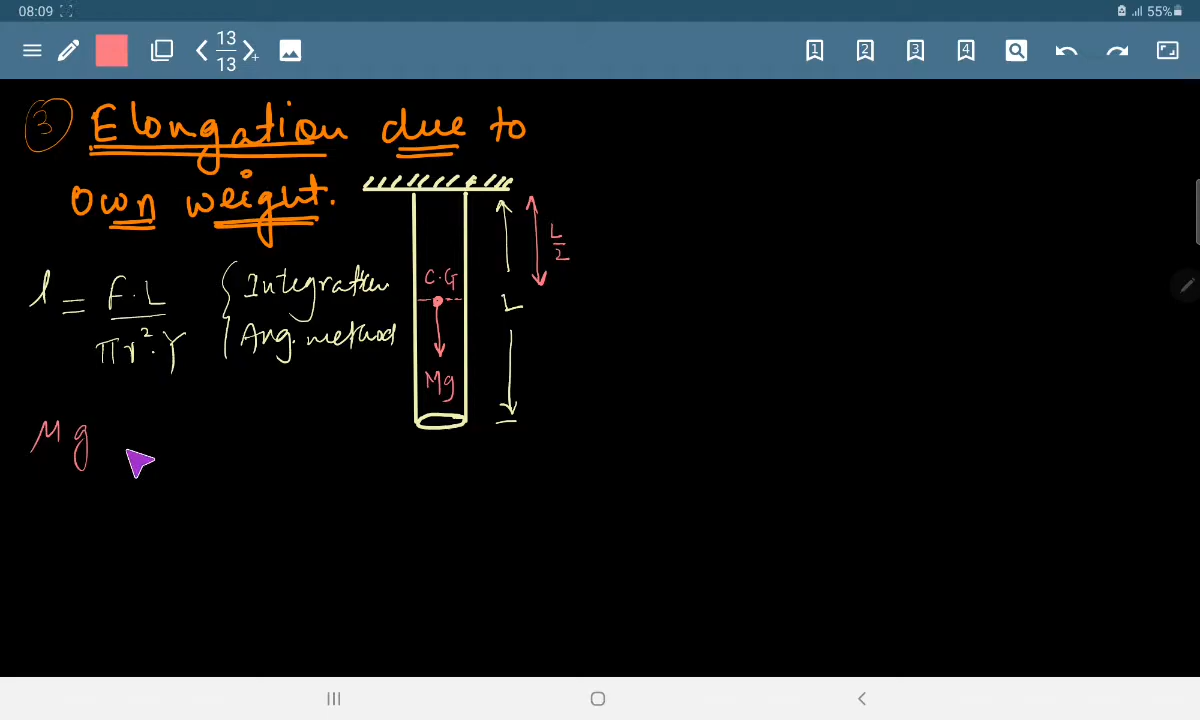 08:09 55%
13
13
1 2 3 4
3 Elongation due to
own weight.
l = F.L / πr².Y { Integration
Avg. method
C.G
Mg
L
L/2
Mg